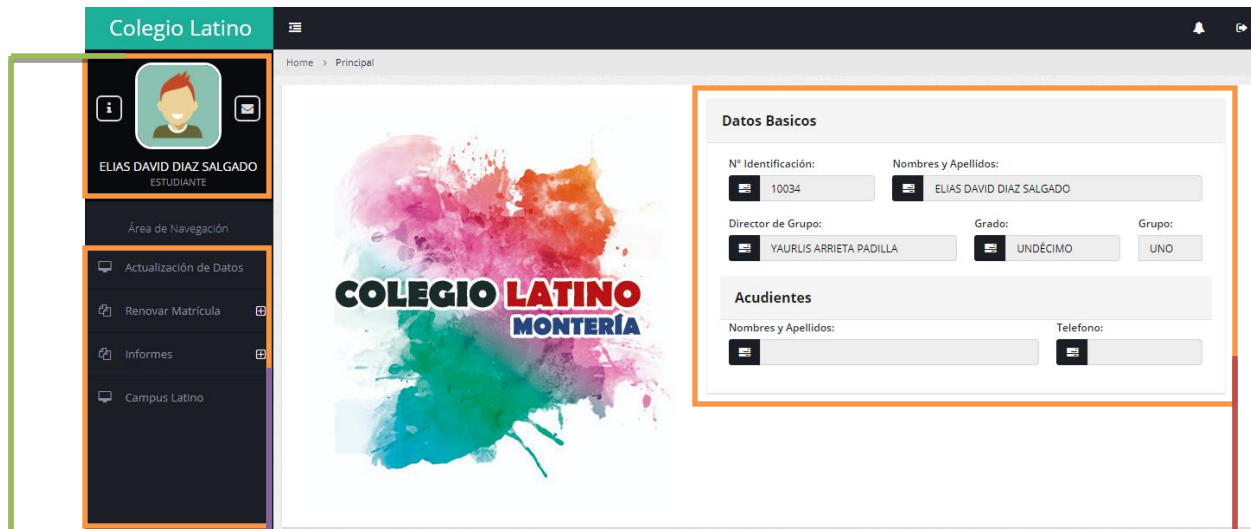 Colegio Latino
Home > Principal
i
ELIAS DAVID DIAZ SALGADO
ESTUDIANTE
Área de Navegación
Actualización de Datos
Renovar Matrícula
Informes
Campus Latino
COLEGIO LATINO
MONTERÍA
Datos Basicos
N° Identificación: Nombres y Apellidos:
10034 ELIAS DAVID DIAZ SALGADO
Director de Grupo: Grado: Grupo:
YAURLIS ARRIETA PADILLA UNDÉCIMO UNO
Acudientes
Nombres y Apellidos: Telefono: